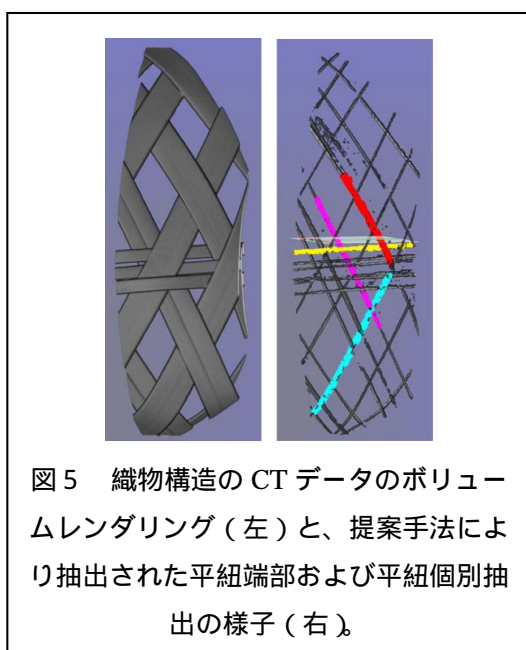 図5　織物構造の CT データのボリュー
ムレンダリング（左）と、提案手法によ
り抽出された平紐端部および平紐個別抽
出の様子（右）。